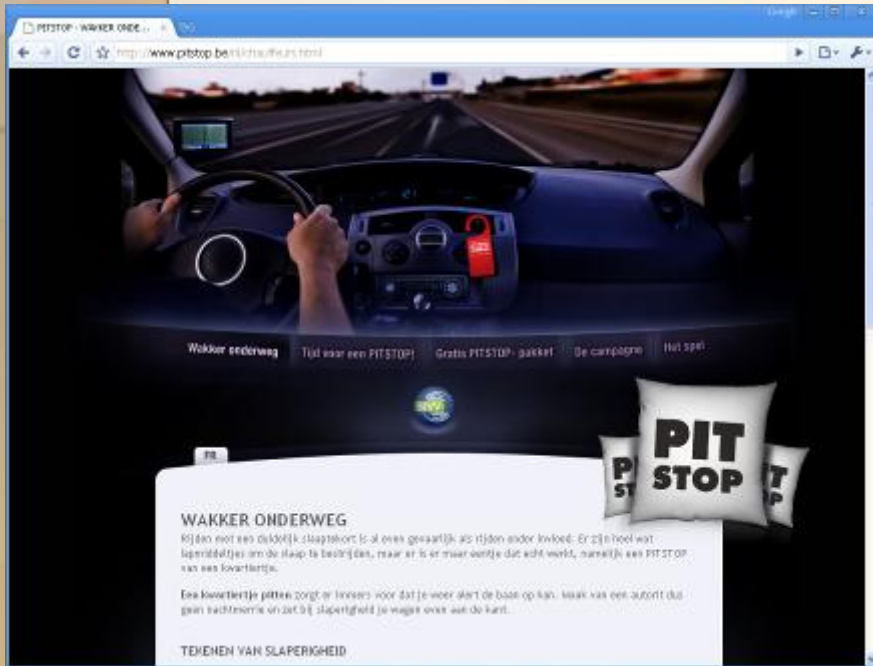 PITSTOP - WAKKER ONDE...
Google
http://www.pitstop.be/nl/chauffeurs.html
Wakker onderweg
Tijd voor een PITSTOP!
Gratis PITSTOP- pakket
De campagne
Het spel
FR
PIT
STOP
WAKKER ONDERWEG
Rijden met een duidelijk slaaptekort is al even gevaarlijk als rijden onder invloed. Er zijn heel wat
lapmiddeltjes om de slaap te bestrijden, maar er is er maar eentje dat echt werkt, namelijk een PITSTOP
van een kwartiertje.
Een kwartiertje pitten zorgt er immers voor dat je weer alert de baan op kan. Maak van een autorit dus
geen nachtmerrie en zet bij slaperigheid je wagen even aan de kant.
TEKENEN VAN SLAPERIGHEID